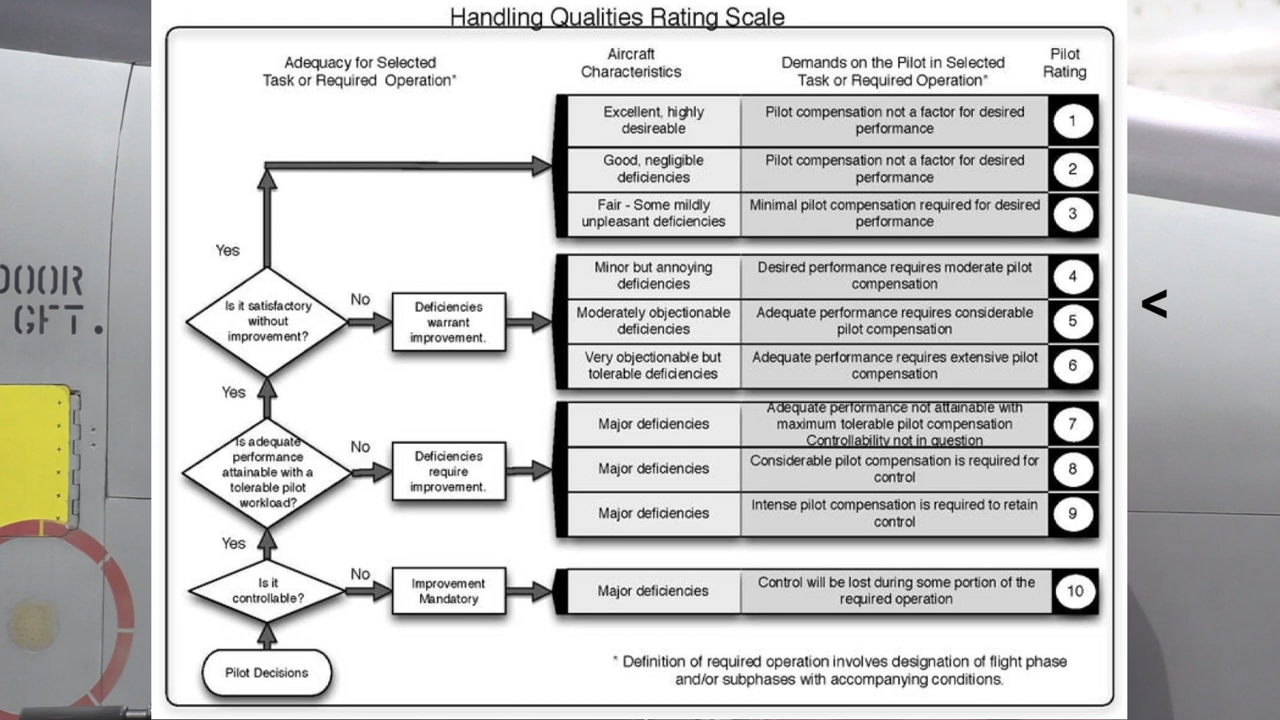 Handling Qualities Rating Scale
Adequacy for Selected
Task or Required Operation*
Aircraft
Characteristics
Demands on the Pilot in Selected
Task or Required Operation*
Pilot
Rating
Excellent, highly
desireable
Pilot compensation not a factor for desired
performance
1
Good, negligible
deficiencies
Pilot compensation not a factor for desired
performance
2
Fair - Some mildly
unpleasant deficiencies
Minimal pilot compensation required for desired
performance
3
Yes
Is it satisfactory
without
improvement?
No
Deficiencies
warrant
improvement.
Minor but annoying
deficiencies
Desired performance requires moderate pilot
compensation
4
Moderately objectionable
deficiencies
Adequate performance requires considerable
pilot compensation
5
Very objectionable but
tolerable deficiencies
Adequate performance requires extensive pilot
compensation
6
<
Yes
Is adequate
performance
attainable with a
tolerable pilot
workload?
No
Deficiencies
require
improvement.
Major deficiencies
Adequate performance not attainable with
maximum tolerable pilot compensation
Controllability not in question
7
Major deficiencies
Considerable pilot compensation is required for
control
8
Major deficiencies
Intense pilot compensation is required to retain
control
9
Yes
Is it
controllable?
No
Improvement
Mandatory
Major deficiencies
Control will be lost during some portion of the
required operation
10
Pilot Decisions
* Definition of required operation involves designation of flight phase
and/or subphases with accompanying conditions.
DOOR
GFT.